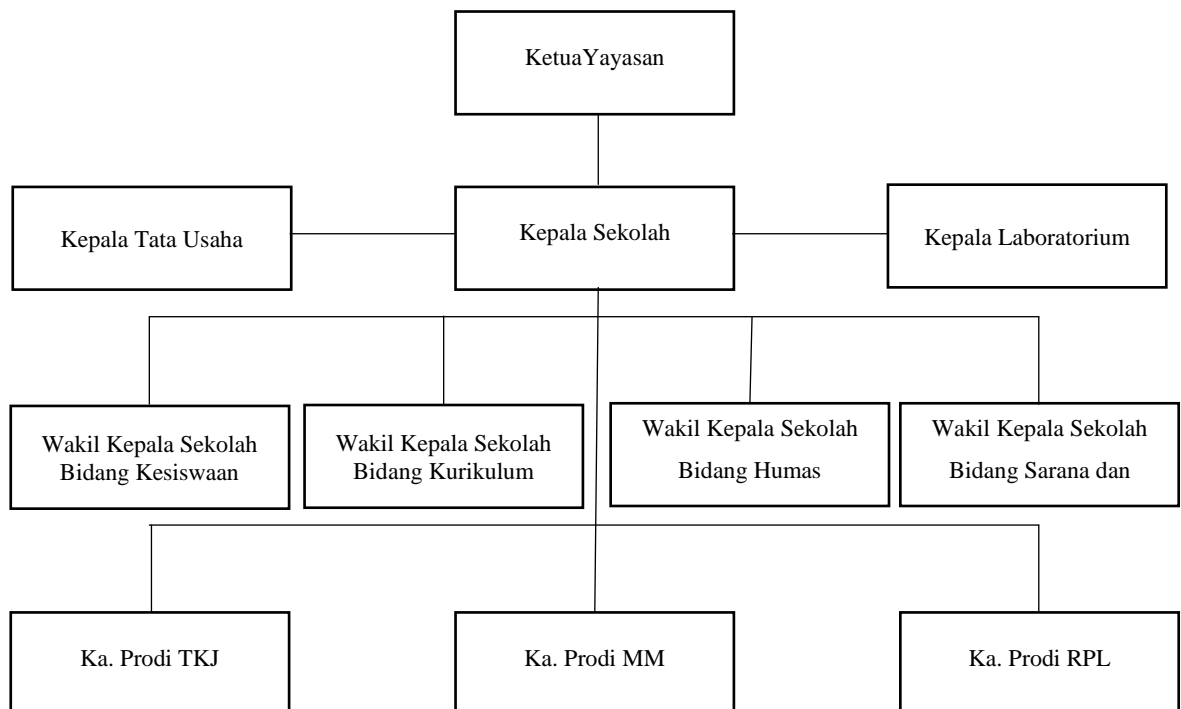 KetuaYayasan
Kepala Tata Usaha
Kepala Sekolah
Kepala Laboratorium
Wakil Kepala Sekolah
Bidang Kesiswaan
Wakil Kepala Sekolah
Bidang Kurikulum
Wakil Kepala Sekolah
Bidang Humas
Wakil Kepala Sekolah
Bidang Sarana dan
Ka. Prodi TKJ
Ka. Prodi MM
Ka. Prodi RPL